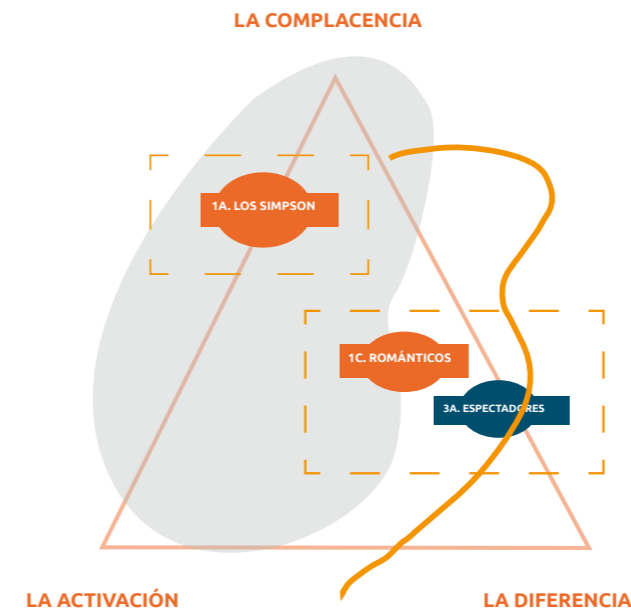 LA COMPLACENCIA
1A. LOS SIMPSON
1C. ROMÁNTICOS
3A. ESPECTADORES
LA ACTIVACIÓN
LA DIFERENCIA